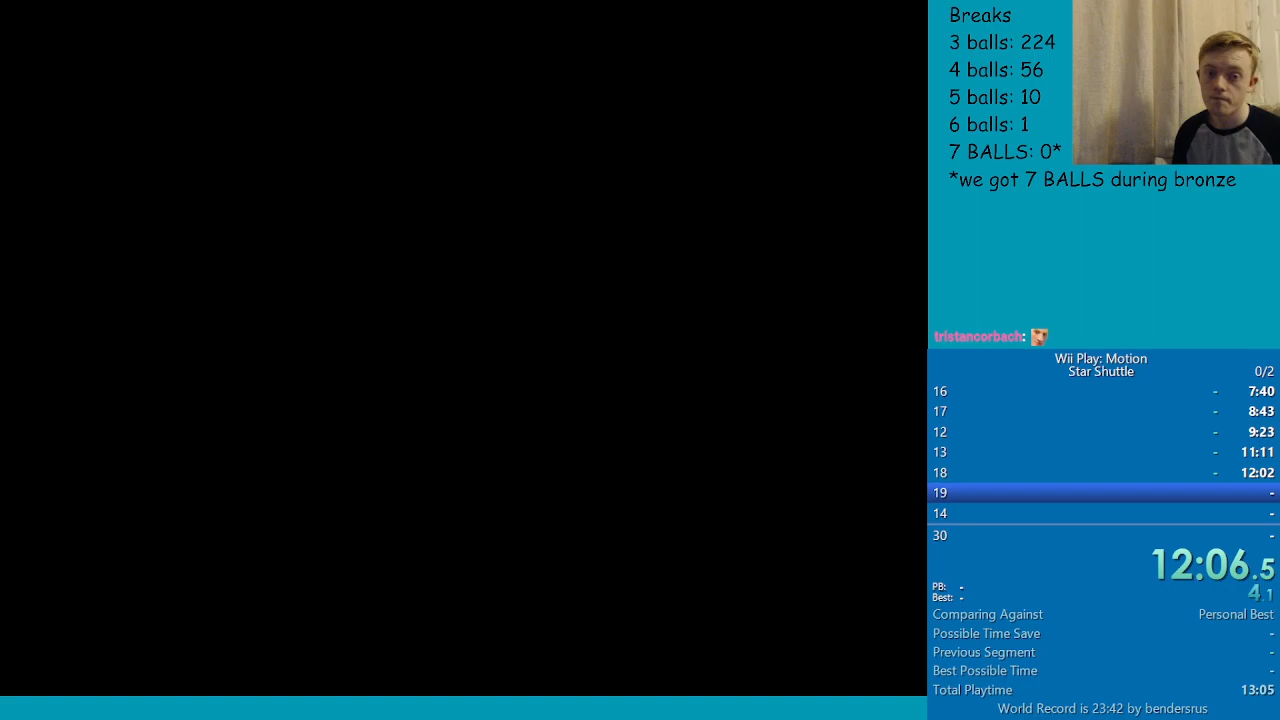 Breaks
3 balls: 224
4 balls: 56
5 balls: 10
6 balls: 1
7 BALLS: 0*
*we got 7 BALLS during bronze
tristancorbach:
Wii Play: Motion
Star Shuttle 0/2
16 - 7:40
17 - 8:43
12 - 9:23
13 - 11:11
18 - 12:02
19 -
14 -
30 -
12:06.5
PB: -
4.1
Best: -
Comparing Against Personal Best
Possible Time Save -
Previous Segment -
Best Possible Time -
Total Playtime 13:05
World Record is 23:42 by bendersrus